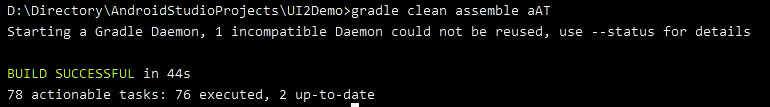 D:\Directory\AndroidStudioProjects\UI2Demo>gradle clean assemble aAT
Starting a Gradle Daemon, 1 incompatible Daemon could not be reused, use --status for details
BUILD SUCCESSFUL in 44s
78 actionable tasks: 76 executed, 2 up-to-date